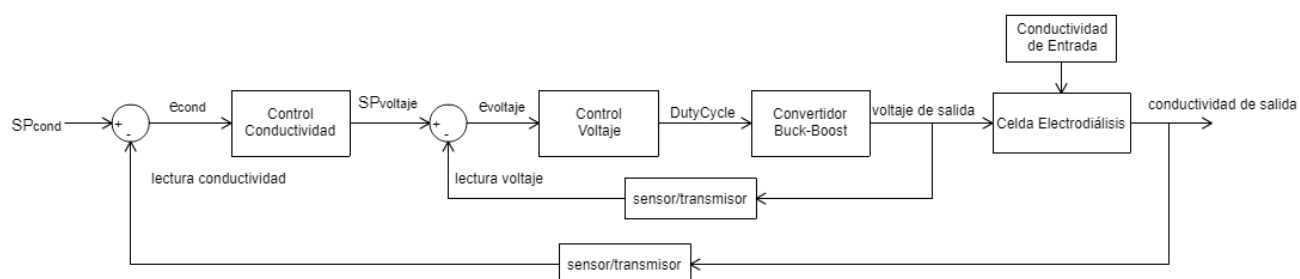 Conductividad
de Entrada
SPcond
+
-
econd
Control
Conductividad
SPvoltaje
+
-
evoltaje
Control
Voltaje
DutyCycle
Convertidor
Buck-Boost
voltaje de salida
Celda Electrodiálisis
conductividad de salida
lectura conductividad
lectura voltaje
sensor/transmisor
sensor/transmisor